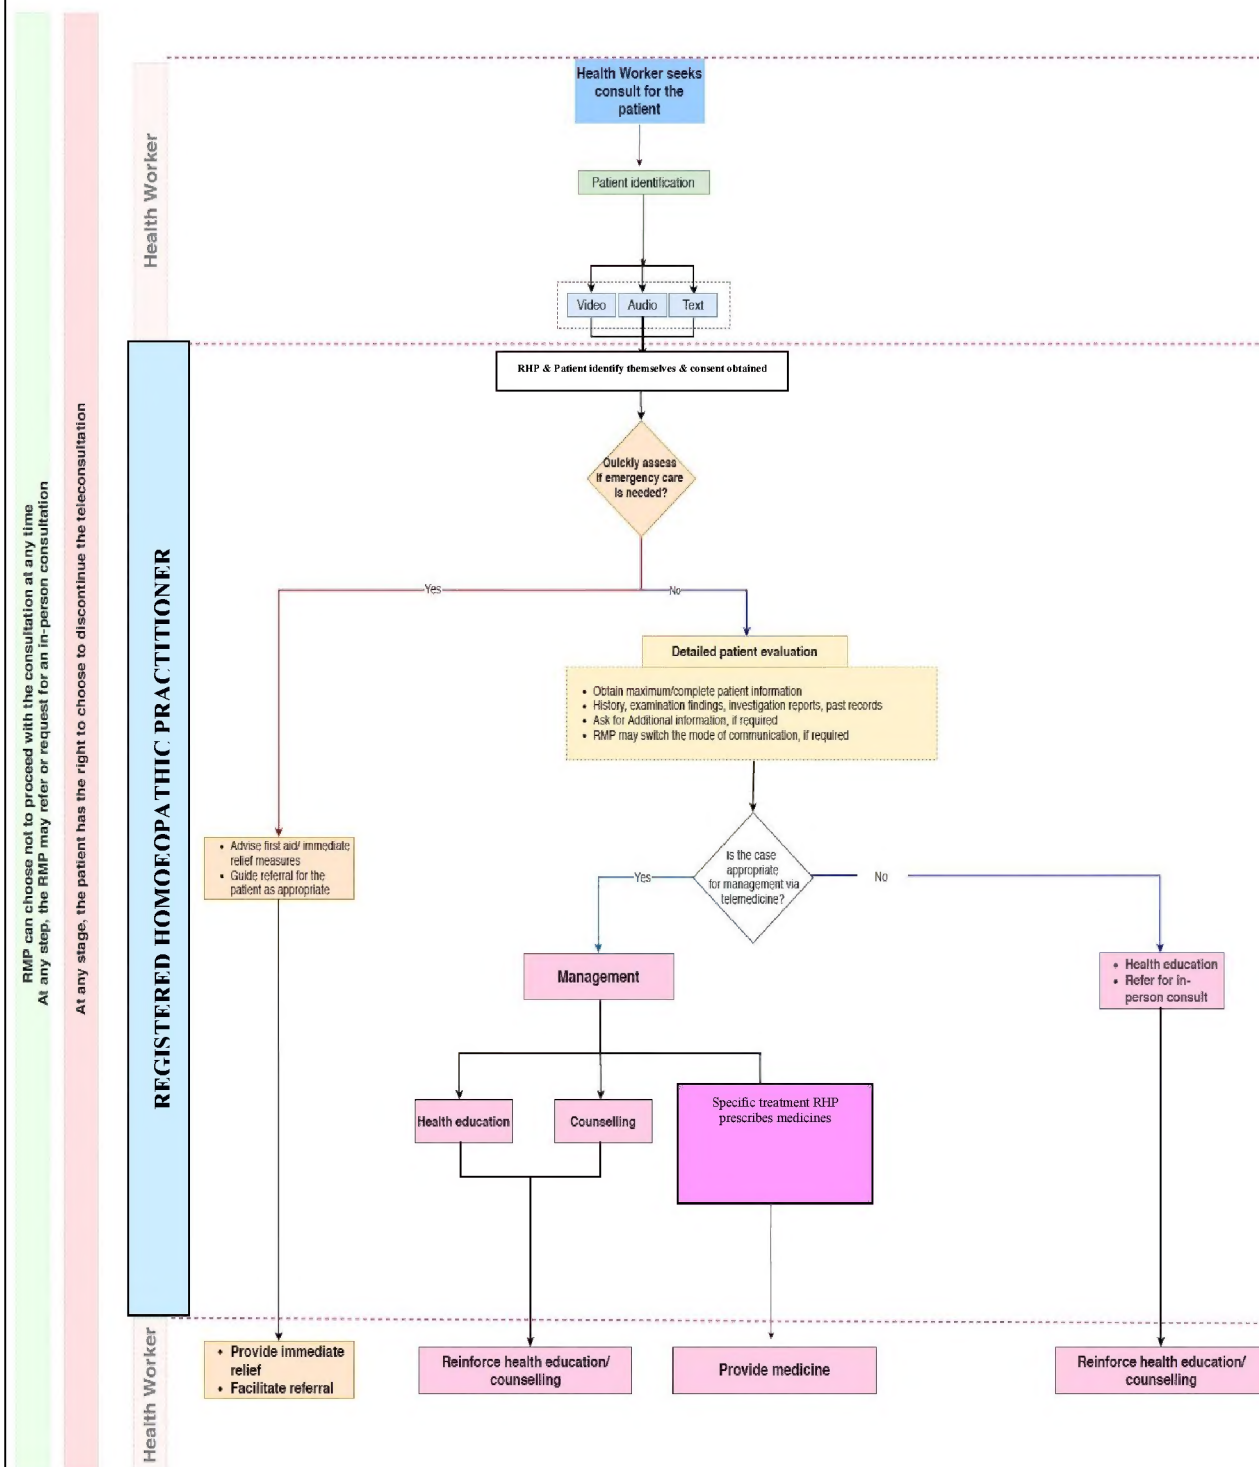 RMP can choose not to proceed with the consultation at any time
At any step, the RMP may refer or request for an in-person consultation
At any stage, the patient has the right to choose to discontinue the teleconsultation
Health Worker
Health Worker seeks
consult for the
patient
Patient identification
Video
Audio
Text
REGISTERED HOMOEOPATHIC PRACTITIONER
RHP & Patient identify themselves & consent obtained
Quickly assess
if emergency care
is needed?
Yes
No
Detailed patient evaluation
• Obtain maximum/complete patient information
• History, examination findings, investigation reports, past records
• Ask for Additional information, if required
• RMP may switch the mode of communication, if required
• Advise first aid/ immediate
relief measures
• Guide referral for the
patient as appropriate
Is the case
appropriate
for management via
telemedicine?
Yes
No
Management
• Health education
• Refer for in-
person consult
Health education
Counselling
Specific treatment RHP
prescribes medicines
Health Worker
• Provide immediate
relief
• Facilitate referral
Reinforce health education/
counselling
Provide medicine
Reinforce health education/
counselling